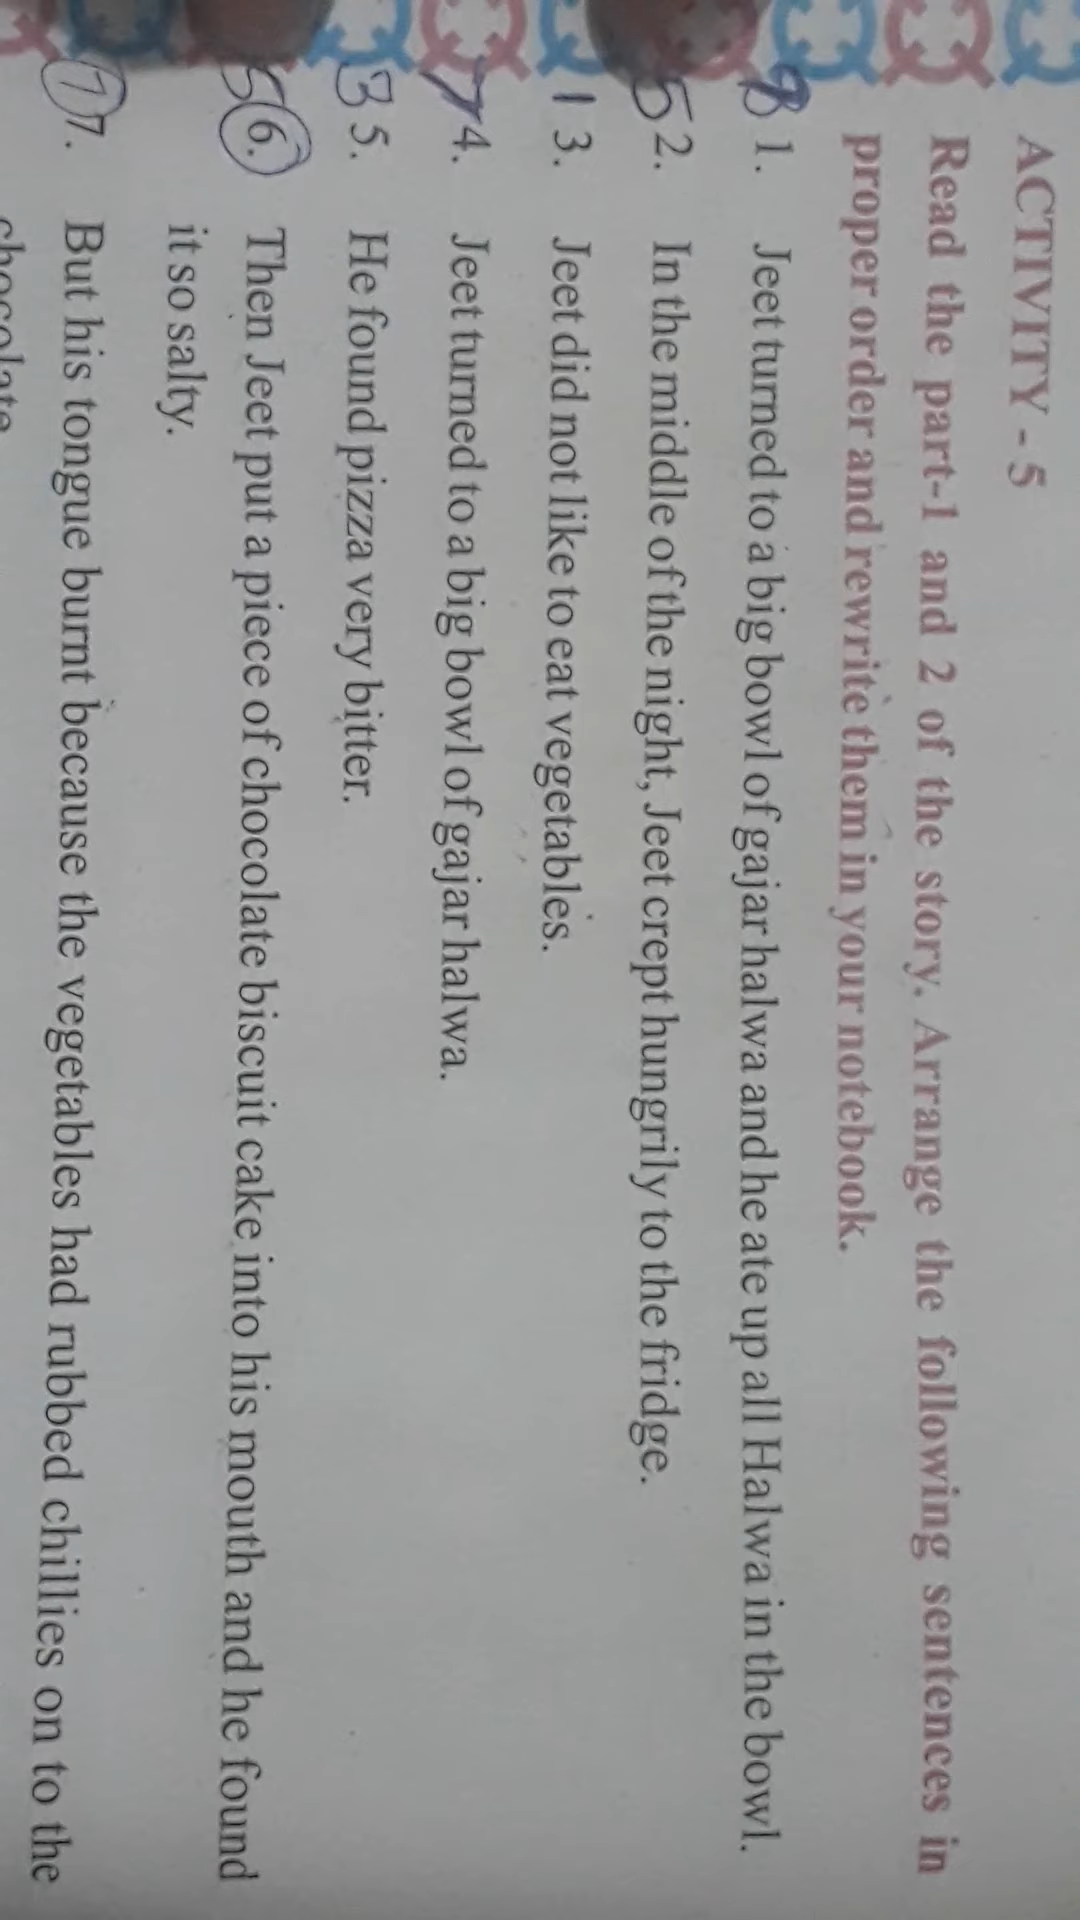 ACTIVITY - 5
Read the part-1 and 2 of the story. Arrange the following sentences in
proper order and rewrite them in your notebook.
8 1. Jeet turned to a big bowl of gajar halwa and he ate up all Halwa in the bowl.
5 2. In the middle of the night, Jeet crept hungrily to the fridge.
1 3. Jeet did not like to eat vegetables.
7 4. Jeet turned to a big bowl of gajar halwa.
3 5. He found pizza very bitter.
6. Then Jeet put a piece of chocolate biscuit cake into his mouth and he found
it so salty.
7. But his tongue burnt because the vegetables had rubbed chillies on to the
chocolate